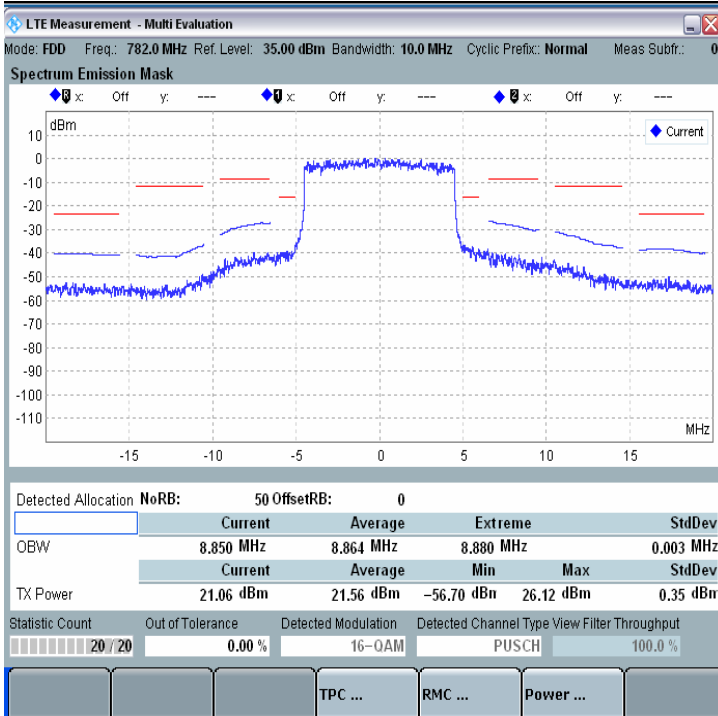 LTE Measurement - Multi Evaluation
Mode: FDD Freq.: 782.0 MHz Ref. Level: 35.00 dBm Bandwidth: 10.0 MHz Cyclic Prefix:: Normal Meas Subfr.: 0
Spectrum Emission Mask
R x: Off y: --- 1 x: Off y: --- 2 x: Off y: ---
dBm
Current
10
0
-10
-20
-30
-40
-50
-60
-70
-80
-90
-100
-110
MHz
-15 -10 -5 0 5 10 15
Detected Allocation NoRB: 50 OffsetRB: 0
Current Average Extreme StdDev
OBW 8.850 MHz 8.864 MHz 8.880 MHz 0.003 MHz
Current Average Min Max StdDev
TX Power 21.06 dBm 21.56 dBm -56.70 dBm 26.12 dBm 0.35 dBm
Statistic Count Out of Tolerance Detected Modulation Detected Channel Type View Filter Throughput
20 / 20 0.00 % 16-QAM PUSCH 100.0 %
TPC ... RMC ... Power ...